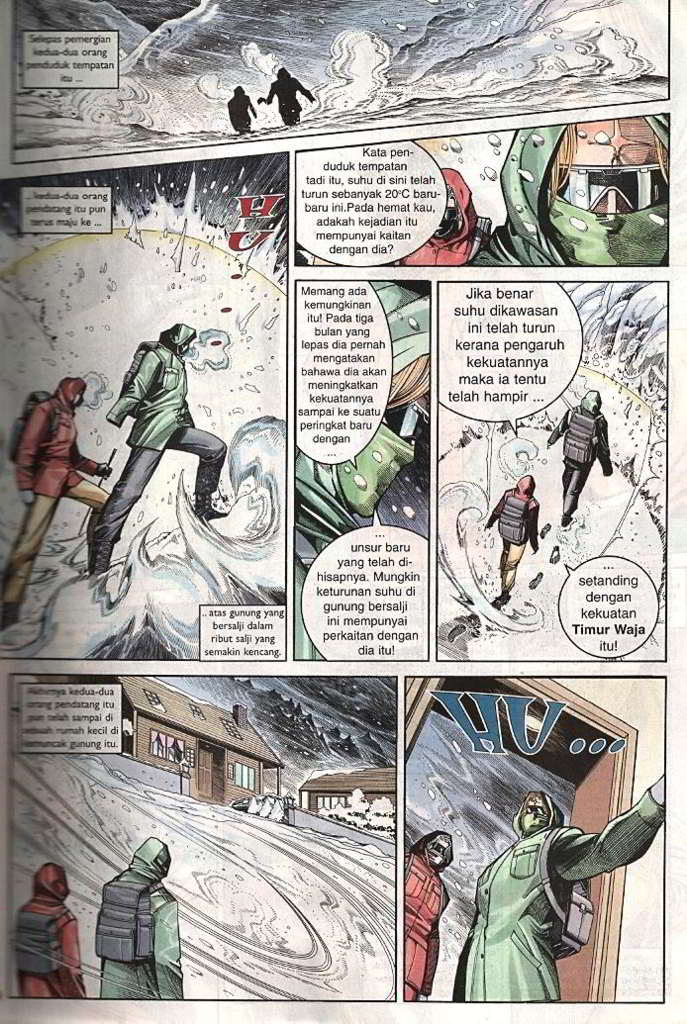 Selepas pemergian
kedua-dua orang
penduduk tempatan
itu ...
Kata pen-
duduk tempatan
tadi itu, suhu di sini telah
turun sebanyak 20°C baru-
baru ini.Pada hemat kau,
adakah kejadian itu
mempunyai kaitan
dengan dia?
...kedua-dua orang
pendatang itu pun
terus maju ke ...
HU
..atas gunung yang
bersalji dalam
ribut salji yang
semakin kencang.
Memang ada
kemungkinan
itu! Pada tiga
bulan yang
lepas dia pernah
mengatakan
bahawa dia akan
meningkatkan
kekuatannya
sampai ke suatu
peringkat baru
dengan
...
...
unsur baru
yang telah di-
hisapnya. Mungkin
keturunan suhu di
gunung bersalji
ini mempunyai
perkaitan dengan
dia itu!
Jika benar
suhu dikawasan
ini telah turun
kerana pengaruh
kekuatannya
maka ia tentu
telah hampir ...
...
setanding
dengan
kekuatan
Timur Waja
itu!
Akhirnya kedua-dua
orang pendatang itu
pun telah sampai di
sebuah rumah kecil di
kemuncak gunung itu.
HU...